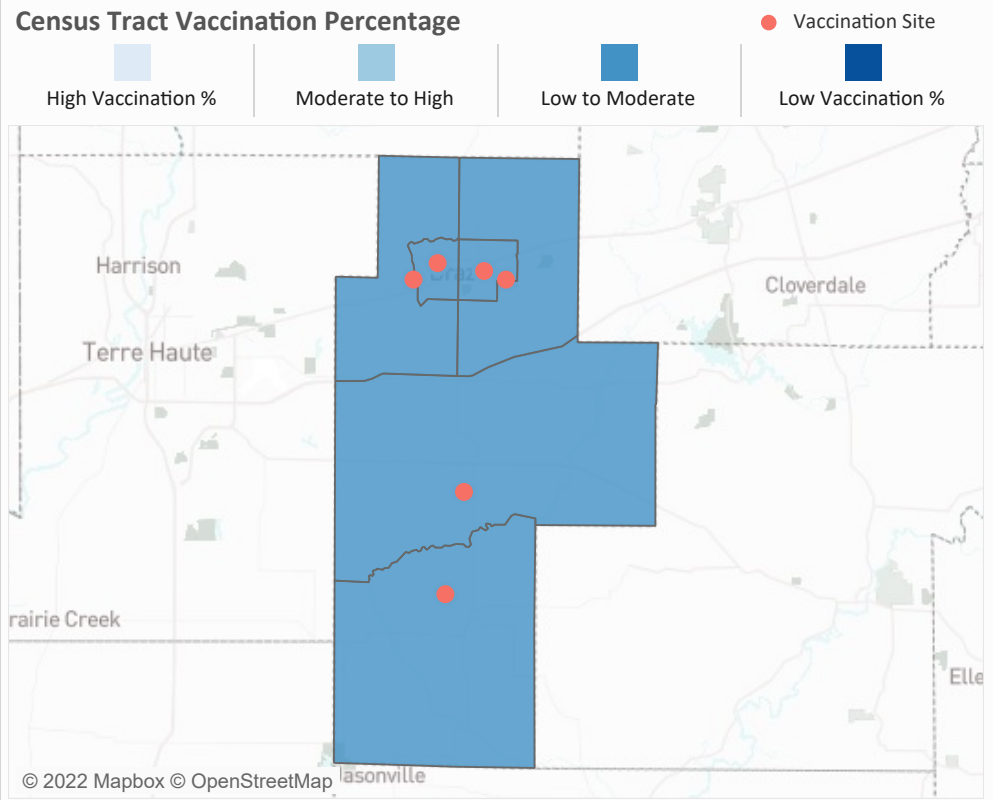 Census Tract Vaccination Percentage
Vaccination Site
High Vaccination %
Moderate to High
Low to Moderate
Low Vaccination %
Harrison
Braz
Cloverdale
Terre Haute
rairie Creek
Elle
asonville
© 2022 Mapbox © OpenStreetMap